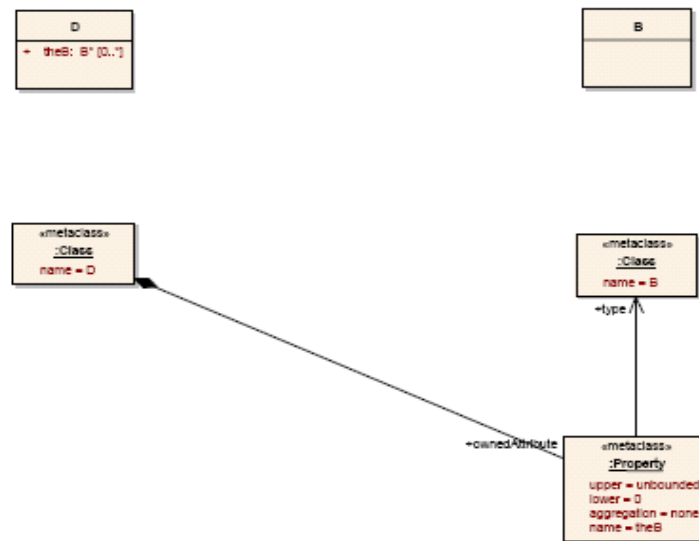 D
+ theB: B* [0..*]
B
«metaclass»
:Class
name = D
«metaclass»
:Class
name = B
+type
+ownedAttribute
«metaclass»
:Property
upper = unbounded
lower = 0
aggregation = none
name = theB